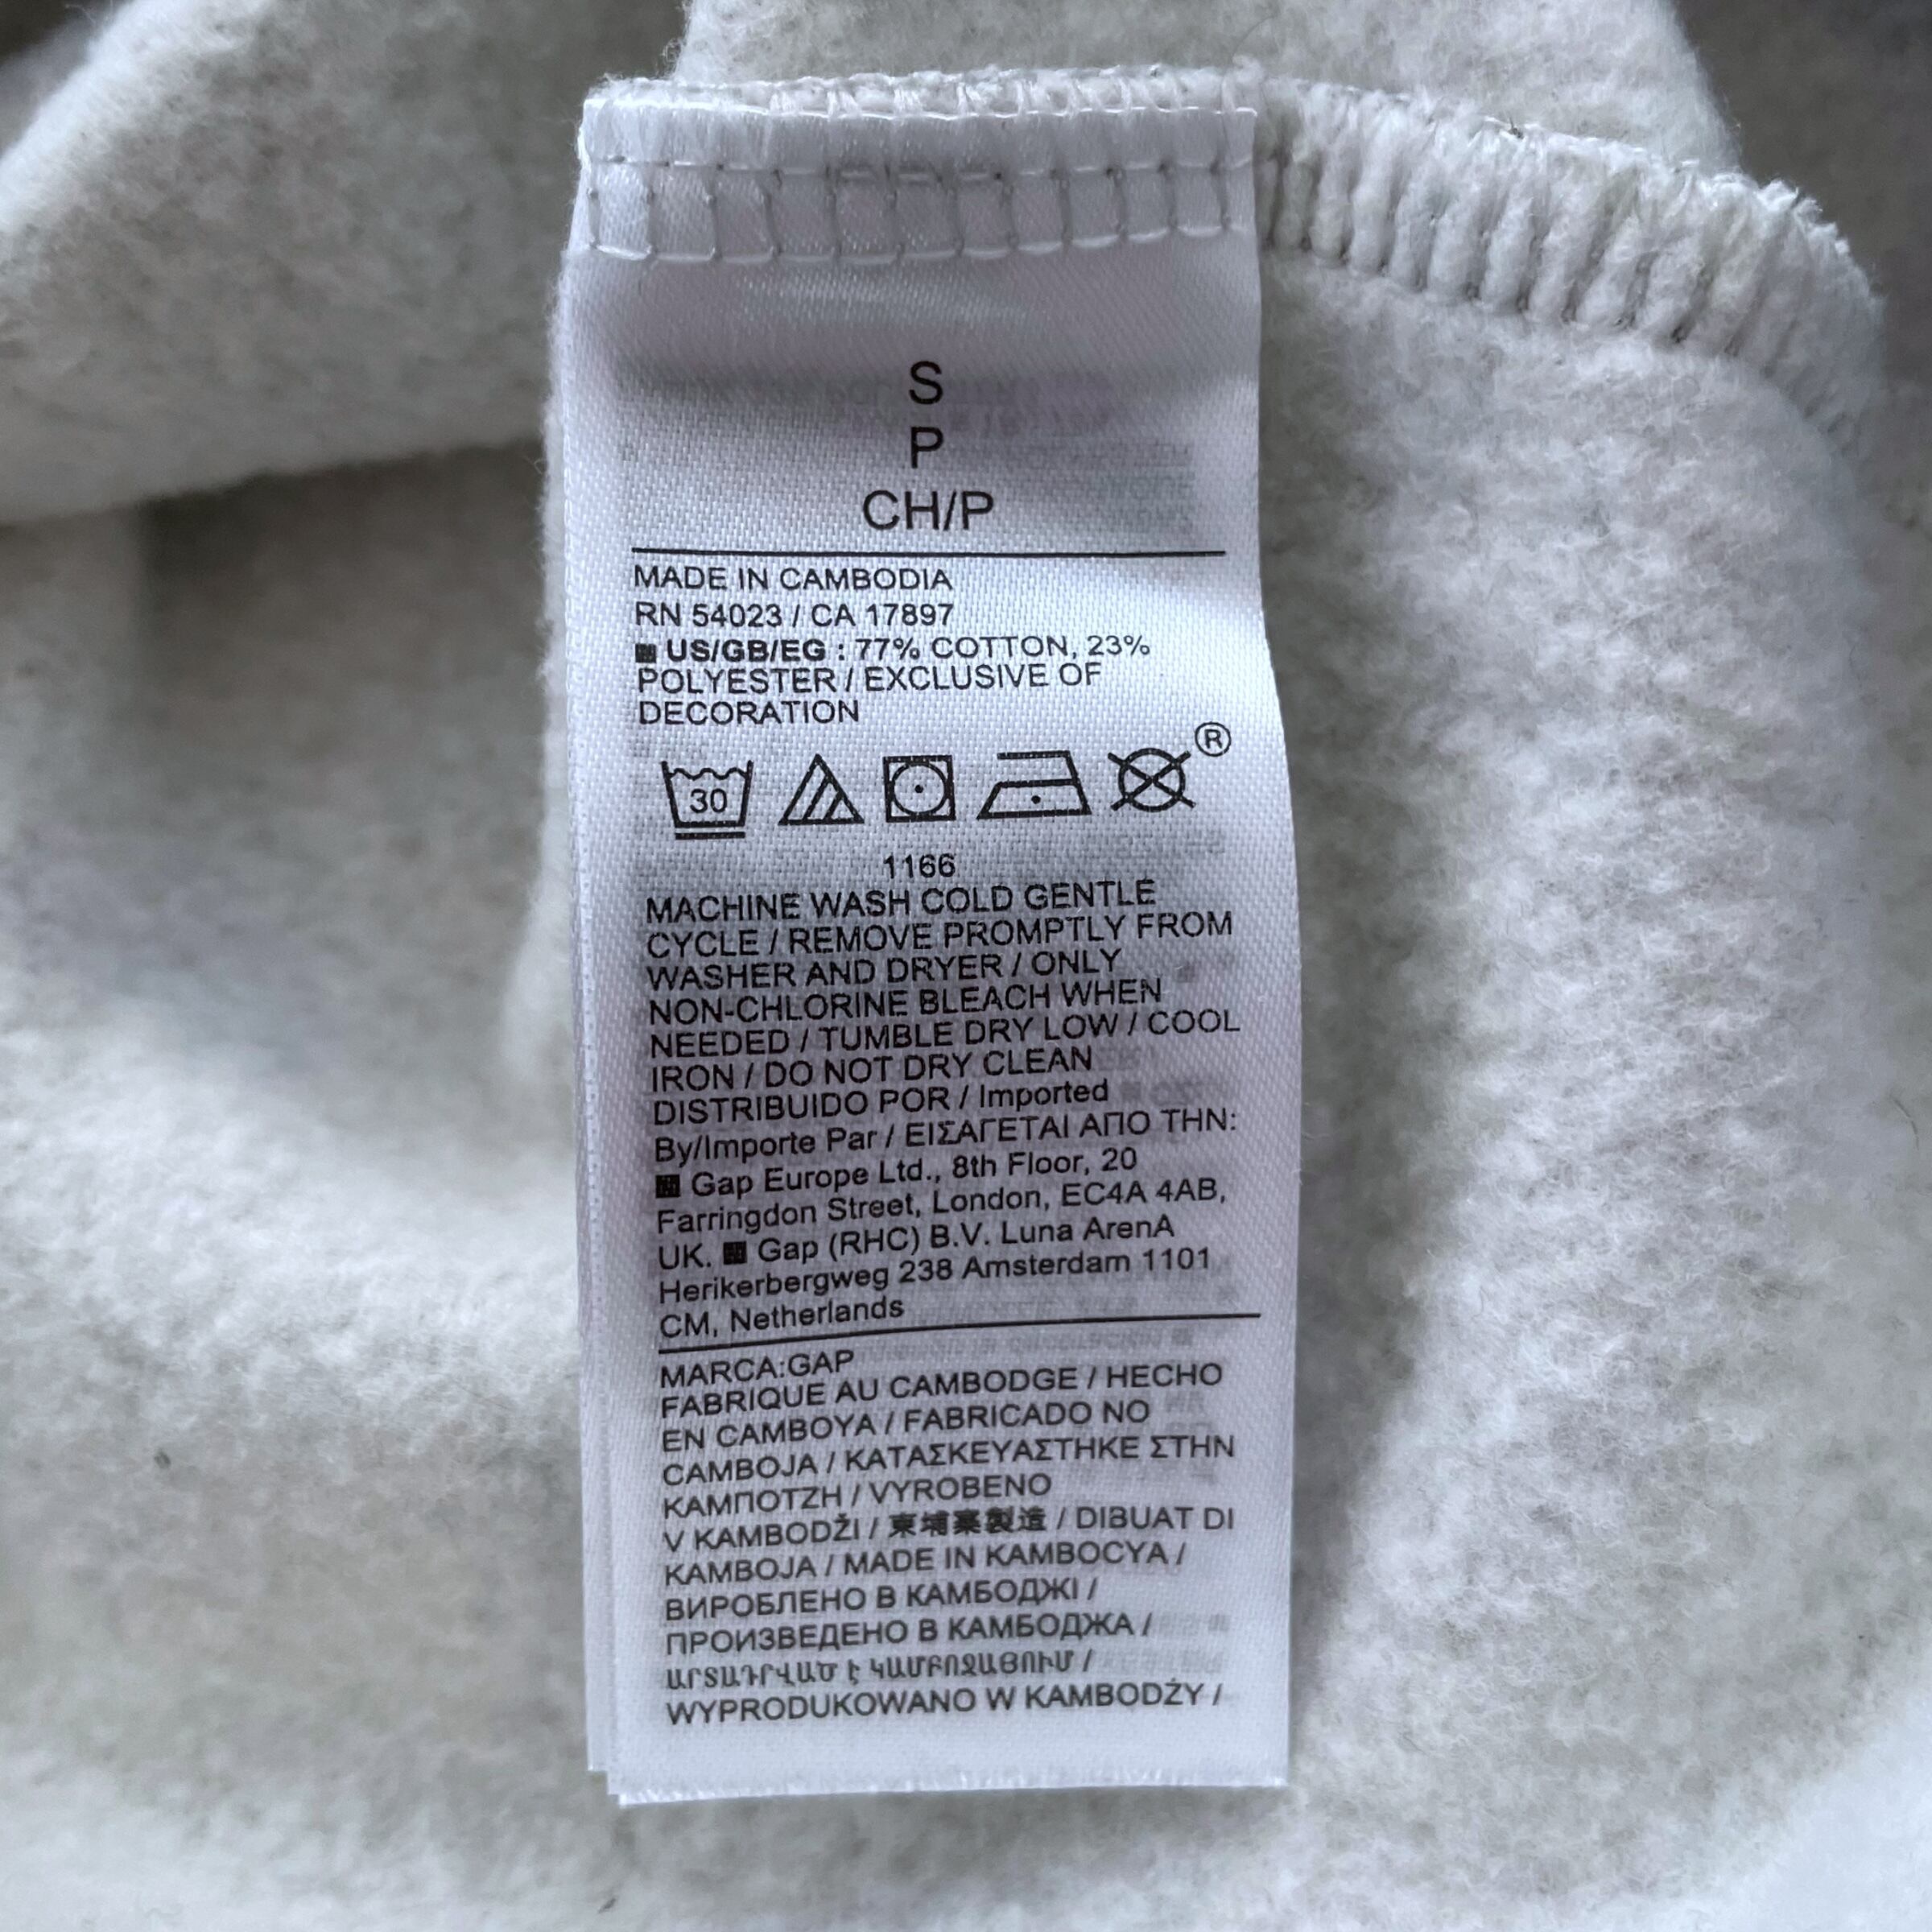 S
P
CH/P
MADE IN CAMBODIA
RN 54023 / CA 17897
US/GB/EG : 77% COTTON, 23%
POLYESTER / EXCLUSIVE OF
DECORATION
®
30
1166
MACHINE WASH COLD GENTLE
CYCLE / REMOVE PROMPTLY FROM
WASHER AND DRYER / ONLY
NON-CHLORINE BLEACH WHEN
NEEDED / TUMBLE DRY LOW / COOL
IRON / DO NOT DRY CLEAN
DISTRIBUIDO POR / Imported
By/Importe Par / ΕΙΣΑΓΕΤΑΙ ΑΠΟ ΤΗΝ:
Gap Europe Ltd., 8th Floor, 20
Farringdon Street, London, EC4A 4AB,
UK. Gap (RHC) B.V. Luna ArenA
Herikerbergweg 238 Amsterdam 1101
CM, Netherlands
MARCA:GAP
FABRIQUE AU CAMBODGE / HECHO
EN CAMBOYA / FABRICADO NO
CAMBOJA / ΚΑΤΑΣΚΕΥΑΣΤΗΚΕ ΣΤΗΝ
ΚΑΜΠΟΤΖΗ / VYROBENO
V KAMBODŽI / 柬埔寨製造 / DIBUAT DI
KAMBOJA / MADE IN KAMBOCYA /
ВИРОБЛЕНО В КАМБОДЖІ /
ПРОИЗВЕДЕНО В КАМБОДЖА /
ԱՐՏԱԴՐՎԱԾ է ԿԱՄԲՈՋԱՅՈՒՄ /
WYPRODUKOWANO W KAMBODŻY /